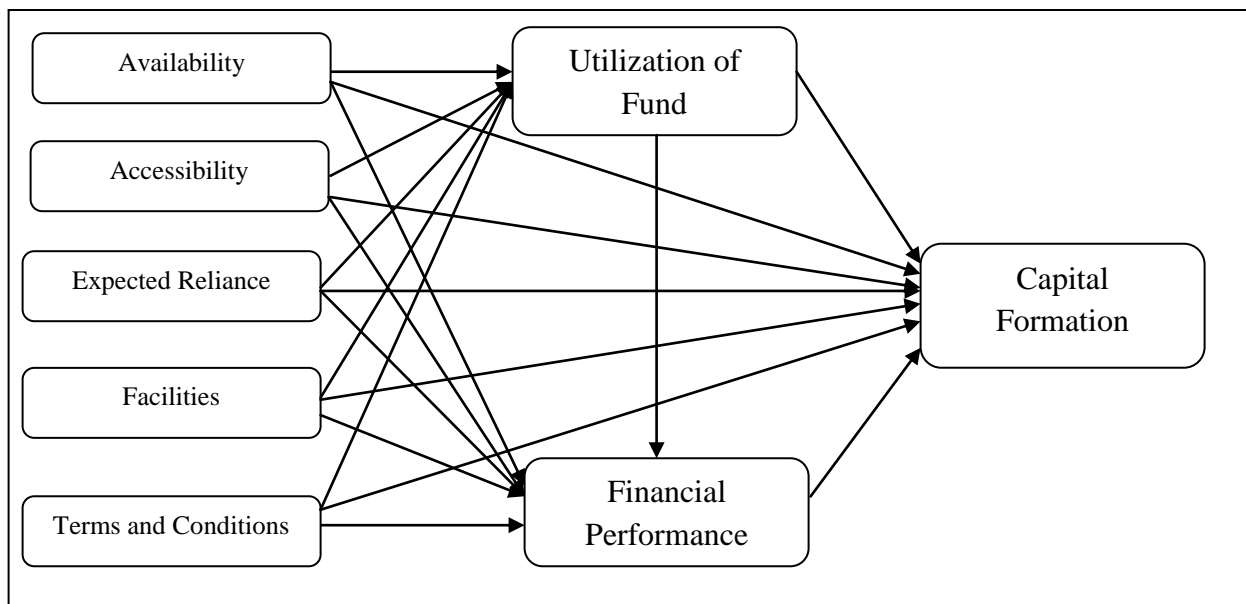 Availability
Accessibility
Expected Reliance
Facilities
Terms and Conditions
Utilization of
Fund
Financial
Performance
Capital
Formation